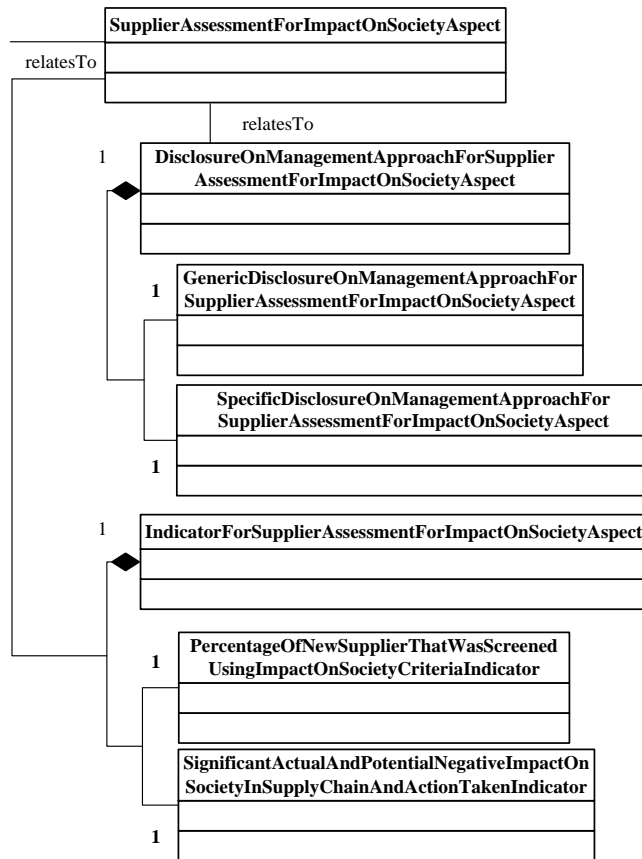 SupplierAssessmentForImpactOnSocietyAspect
relatesTo
relatesTo
1
DisclosureOnManagementApproachForSupplier
AssessmentForImpactOnSocietyAspect
1
GenericDisclosureOnManagementApproachFor
SupplierAssessmentForImpactOnSocietyAspect
SpecificDisclosureOnManagementApproachFor
SupplierAssessmentForImpactOnSocietyAspect
1
1
IndicatorForSupplierAssessmentForImpactOnSocietyAspect
1
PercentageOfNewSupplierThatWasScreened
UsingImpactOnSocietyCriteriaIndicator
SignificantActualAndPotentialNegativeImpactOn
SocietyInSupplyChainAndActionTakenIndicator
1